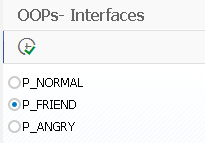 OOPs- Interfaces
P_NORMAL
P_FRIEND
P_ANGRY